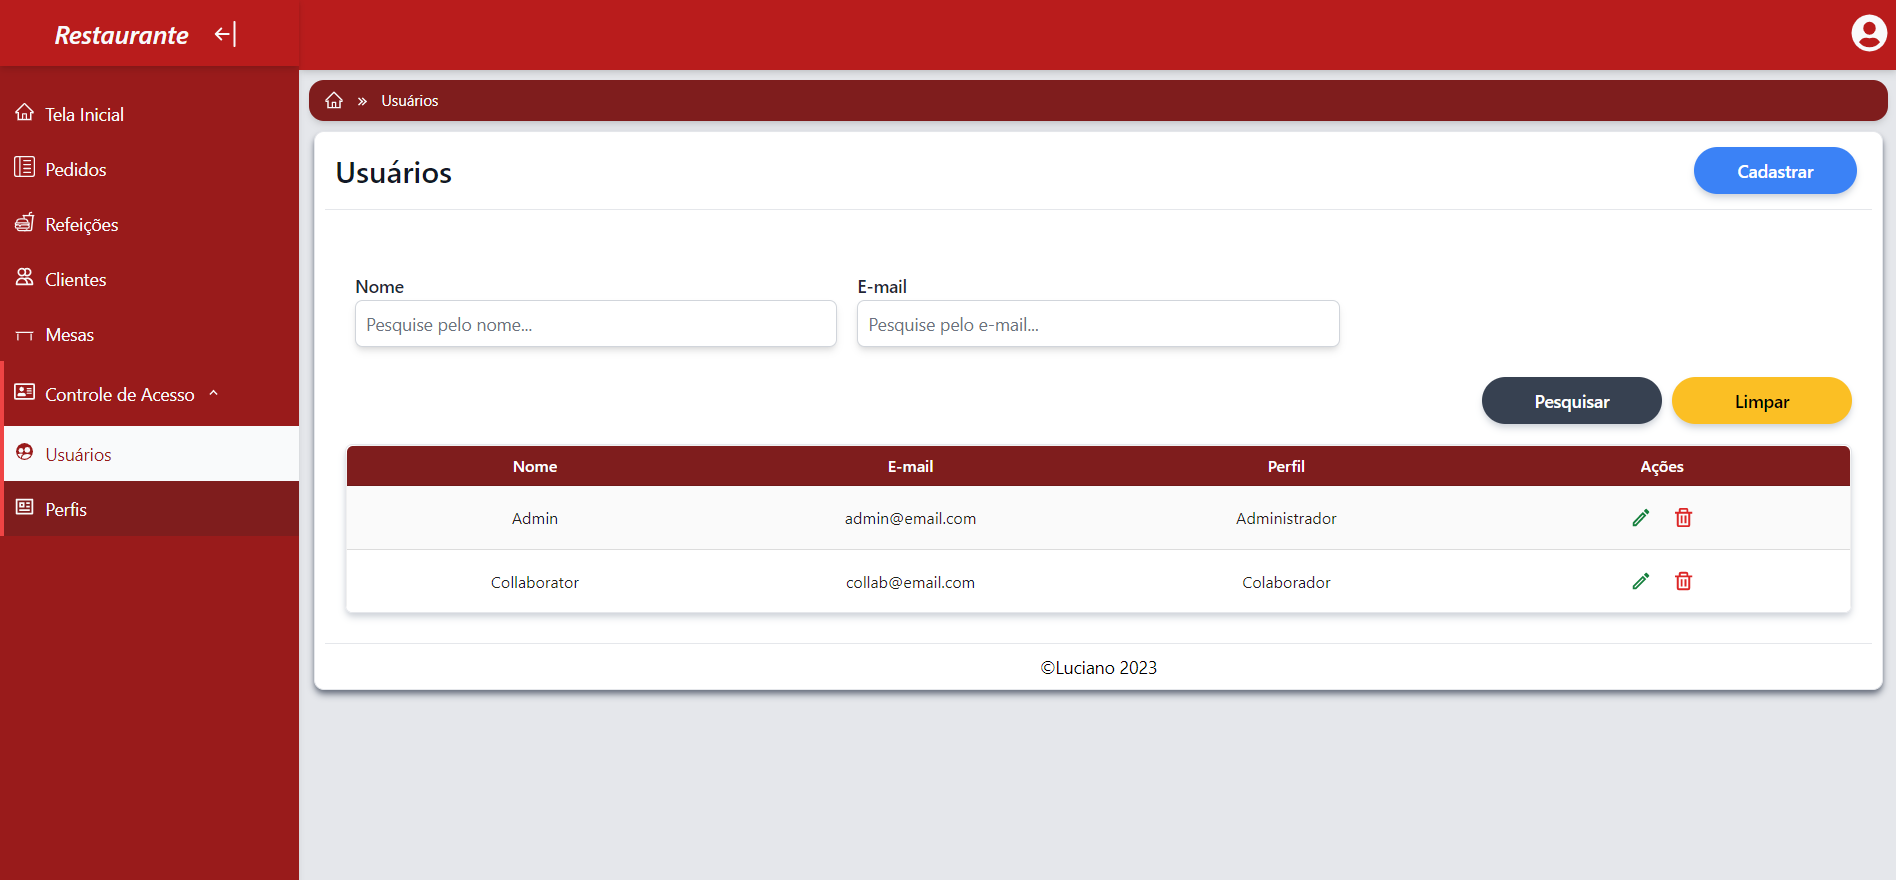 Restaurante
Tela Inicial
Pedidos
Refeições
Clientes
Mesas
Controle de Acesso
Usuários
Perfis
» Usuários
Usuários
Cadastrar
Nome
E-mail
Pesquise pelo nome...
Pesquise pelo e-mail...
Pesquisar
Limpar
Nome E-mail Perfil Ações
Admin admin@email.com Administrador
Collaborator collab@email.com Colaborador
©Luciano 2023